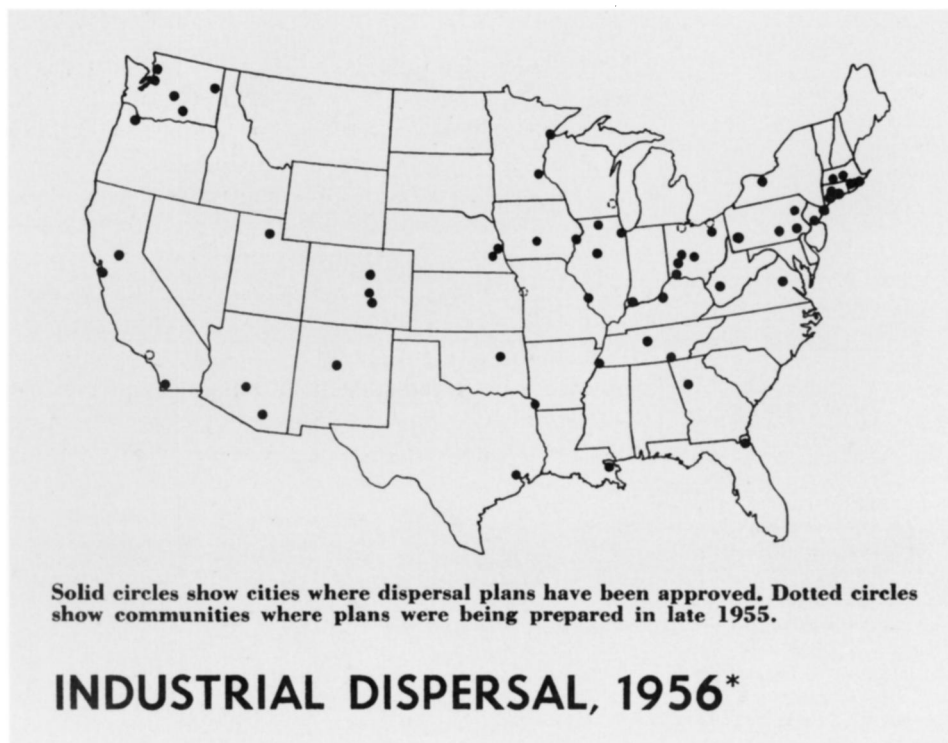 Solid circles show cities where dispersal plans have been approved. Dotted circles
show communities where plans were being prepared in late 1955.
INDUSTRIAL DISPERSAL, 1956*